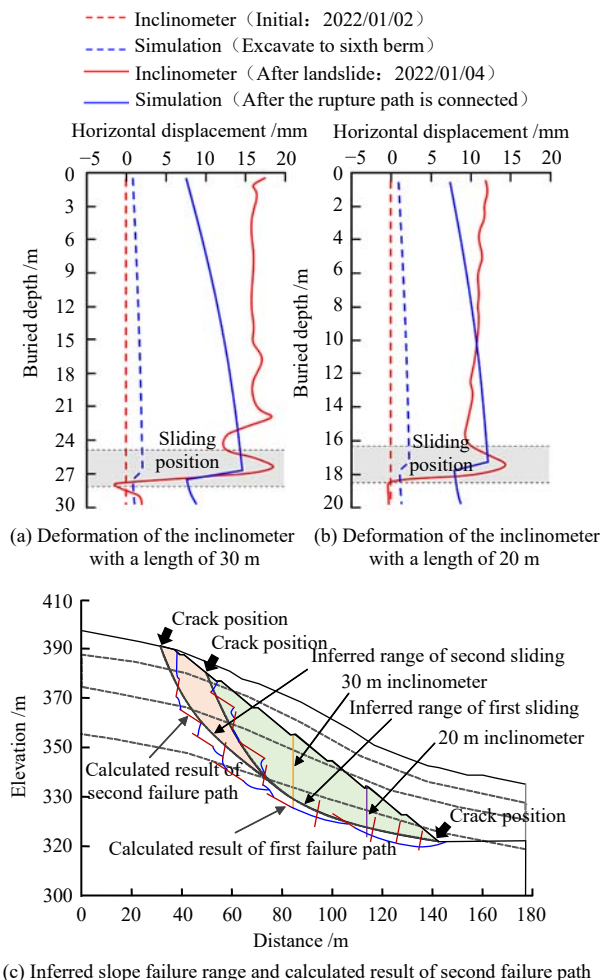 Inclinometer（Initial: 2022/01/02）
Simulation（Excavate to sixth berm）
Inclinometer（After landslide: 2022/01/04）
Simulation（After the rupture path is connected）
Horizontal displacement /mm
−5 0 5 10 15 20
0
3
6
9
12
15
18
21
24
27
30
Buried depth /m
Sliding
position
(a) Deformation of the inclinometer
with a length of 30 m
Horizontal displacement /mm
−5 0 5 10 15 20
0
2
4
6
8
10
12
14
16
18
20
Buried depth /m
Sliding
position
(b) Deformation of the inclinometer
with a length of 20 m
410
390
370
350
330
320
300
Elevation /m
Crack position
Crack position
Inferred range of second sliding
30 m inclinometer
Inferred range of first sliding
20 m inclinometer
Calculated result of
second failure path
Crack position
Calculated result of first failure path
0 20 40 60 80 100 120 140 160 180
Distance /m
(c) Inferred slope failure range and calculated result of second failure path